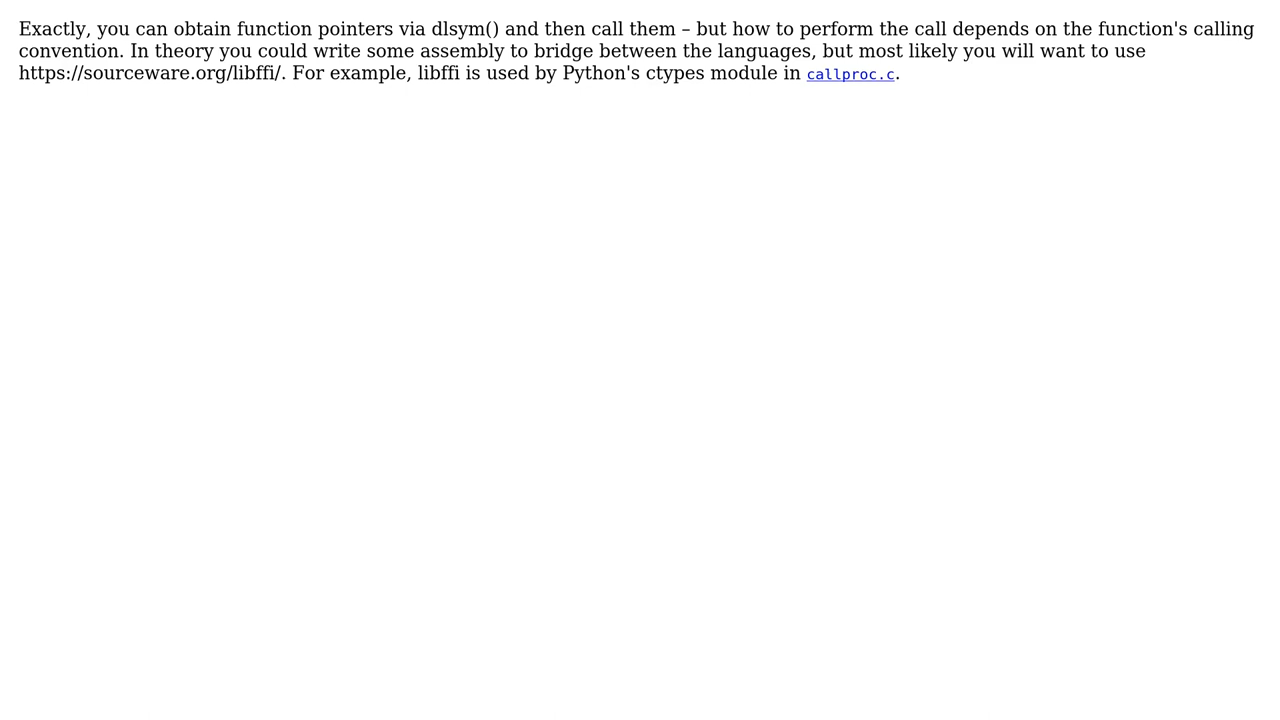 Exactly, you can obtain function pointers via dlsym() and then call them – but how to perform the call depends on the function's calling
convention. In theory you could write some assembly to bridge between the languages, but most likely you will want to use
https://sourceware.org/libffi/. For example, libffi is used by Python's ctypes module in callproc.c.